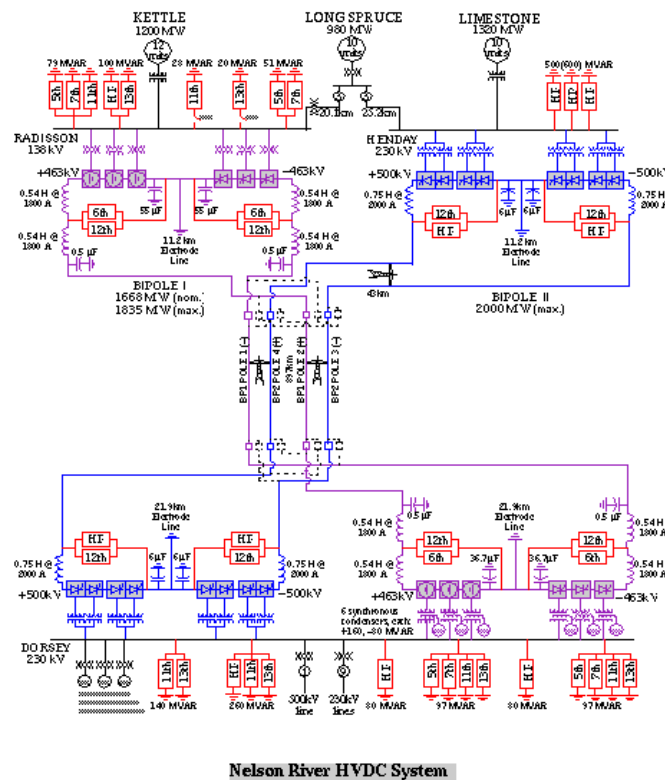 KETTLE
1200 MW
12
units
LONG SPRUCE
980 MW
10
units
LIMESTONE
1320 MW
10
units
79 MVAR
100 MVAR
28 MVAR
20 MVAR
51 MVAR
500(600) MVAR
5th
7th
11th
HF
13th
11th
13th
5th
7th
HF
HF
HF
20.1km
23.2km
RADISSON
138 kV
HENDAY
230 kV
+463kV
-463kV
+500kV
-500kV
0.54 H @
1800 A
55 µF
55 µF
0.54 H @
1800 A
0.75 H @
2000 A
6µF
6µF
0.75 H @
2000 A
6th
12th
6th
12th
12th
HF
12th
HF
0.54 H @
1800 A
0.5 µF
11.2 km
Electrode
Line
0.5 µF
0.54 H @
1800 A
11.2km
Electrode
Line
43km
BIPOLE I
1668 MW (nom.)
1835 MW (max.)
BIPOLE II
2000 MW (max.)
BP1 POLE 1 (-)
BP2 POLE 4 (+)
897km
BP1 POLE 2 (+)
BP2 POLE 3 (-)
21.9km
Electrode
Line
21.9km
Electrode
Line
HF
12th
HF
12th
0.75 H @
2000 A
6µF
6µF
0.75 H @
2000 A
0.54 H @
1800 A
0.5 µF
0.5 µF
0.54 H @
1800 A
12th
6th
12th
6th
0.54 H @
1800 A
36.7µF
36.7µF
0.54 H @
1800 A
+500kV
-500kV
+463kV
-463kV
6 synchronous
condensers, each:
+160, -80 MVAR
DORSEY
230 kV
11th
13th
HF
11th
13th
HF
5th
7th
11th
13th
HF
5th
7th
11th
13th
140 MVAR
260 MVAR
500kV
line
230kV
lines
80 MVAR
97 MVAR
80 MVAR
97 MVAR
Nelson River HVDC System